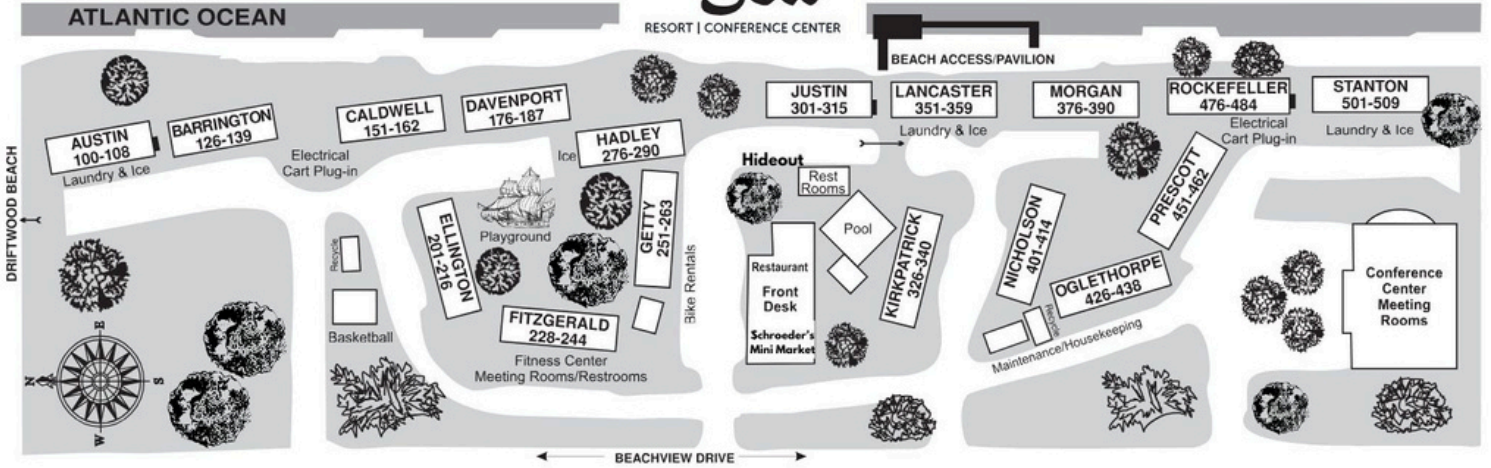 ATLANTIC OCEAN
RESORT | CONFERENCE CENTER
BEACH ACCESS/PAVILION
AUSTIN
100-108
Laundry & Ice
BARRINGTON
126-139
CALDWELL
151-162
Electrical
Cart Plug-in
DAVENPORT
176-187
HADLEY
276-290
Ice
JUSTIN
301-315
LANCASTER
351-359
Laundry & Ice
MORGAN
376-390
ROCKEFELLER
476-484
Electrical
Cart Plug-in
STANTON
501-509
Laundry & Ice
DRIFTWOOD BEACH
Hideout
Rest
Rooms
Pool
Playground
ELLINGTON
201-216
GETTY
251-263
Bike Rentals
Recycle
Basketball
FITZGERALD
228-244
Fitness Center
Meeting Rooms/Restrooms
Restaurant
Front
Desk
Schroeder's
Mini Market
KIRKPATRICK
326-340
NICHOLSON
401-414
PRESCOTT
451-462
OGLETHORPE
426-438
Recycle
Maintenance/Housekeeping
Conference
Center
Meeting
Rooms
E
N
S
W
BEACHVIEW DRIVE